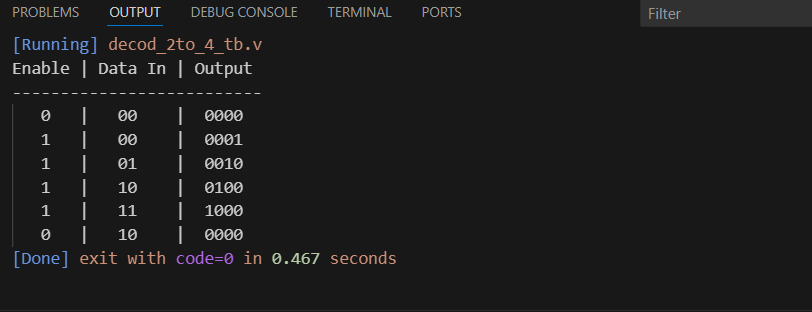 PROBLEMS OUTPUT DEBUG CONSOLE TERMINAL PORTS Filter
[Running] decod_2to_4_tb.v
Enable | Data In | Output
--------------------------
0 | 00 | 0000
1 | 00 | 0001
1 | 01 | 0010
1 | 10 | 0100
1 | 11 | 1000
0 | 10 | 0000
[Done] exit with code=0 in 0.467 seconds